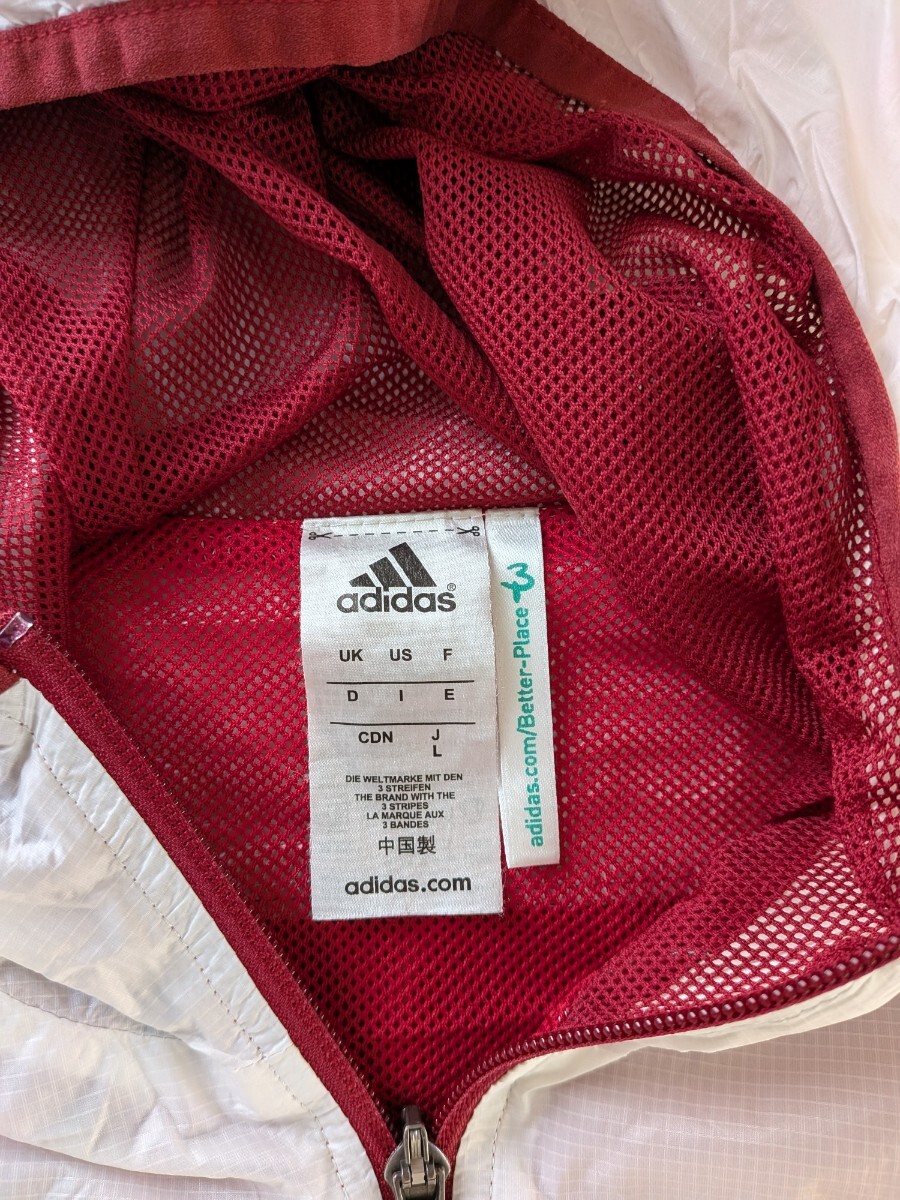 adidas®
UK US F
D I E
CDN J
L
DIE WELTMARKE MIT DEN
3 STREIFEN
THE BRAND WITH THE
3 STRIPES
LA MARQUE AUX
3 BANDES
中国製
adidas.com
adidas.com/Better-Place